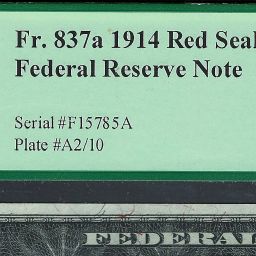 Fr. 837a 1914 Red Seal
Federal Reserve Note
Serial #F15785A
Plate #A2/10
FEDERAL